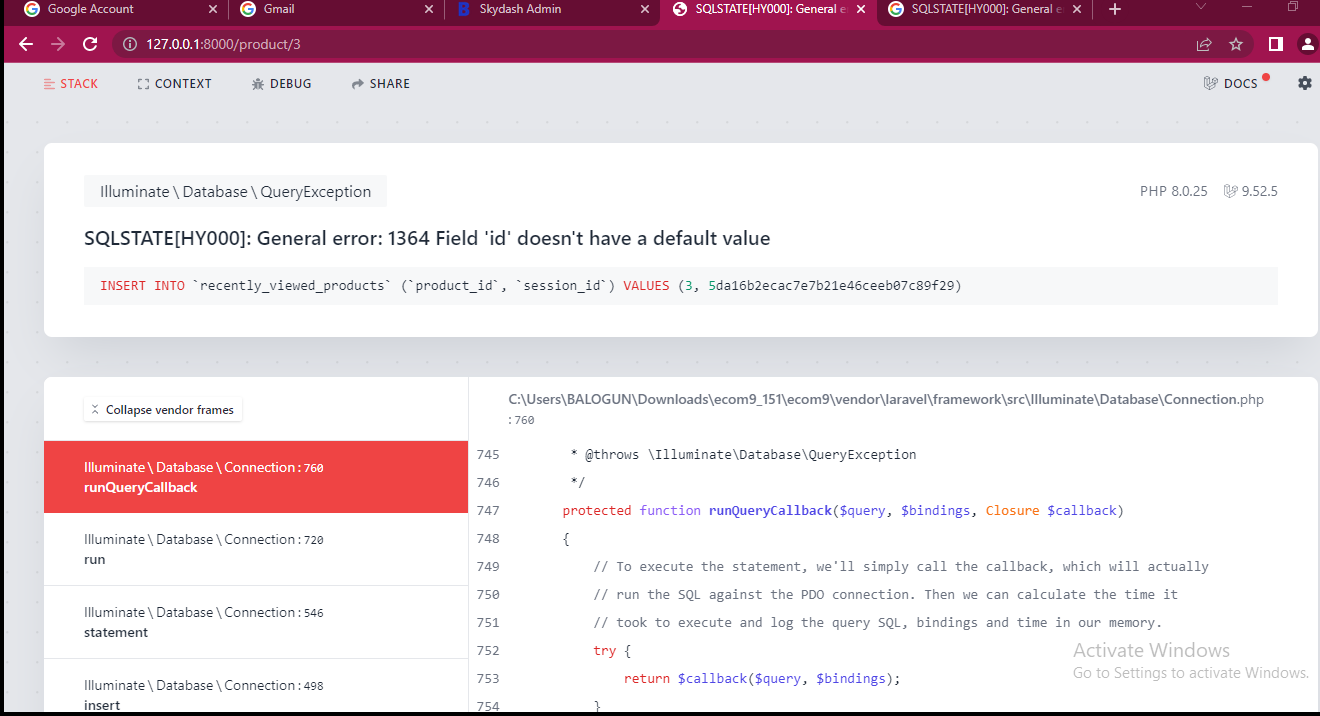 Google Account
Gmail
Skydash Admin
SQLSTATE[HY000]: General e
SQLSTATE[HY000]: General e
127.0.0.1:8000/product/3
STACK
CONTEXT
DEBUG
SHARE
DOCS
Illuminate \ Database \ QueryException
PHP 8.0.25
9.52.5
SQLSTATE[HY000]: General error: 1364 Field 'id' doesn't have a default value
INSERT INTO `recently_viewed_products` (`product_id`, `session_id`) VALUES (3, 5da16b2ecac7e7b21e46ceeb07c89f29)
Collapse vendor frames
Illuminate \ Database \ Connection : 760
runQueryCallback
Illuminate \ Database \ Connection : 720
run
Illuminate \ Database \ Connection : 546
statement
Illuminate \ Database \ Connection : 498
insert
C:\Users\BALOGUN\Downloads\ecom9_151\ecom9\vendor\laravel\framework\src\Illuminate\Database\Connection.php
: 760
745 * @throws \Illuminate\Database\QueryException
746 */
747 protected function runQueryCallback($query, $bindings, Closure $callback)
748 {
749 // To execute the statement, we'll simply call the callback, which will actually
750 // run the SQL against the PDO connection. Then we can calculate the time it
751 // took to execute and log the query SQL, bindings and time in our memory.
752 try {
753 return $callback($query, $bindings);
754 }
Activate Windows
Go to Settings to activate Windows.